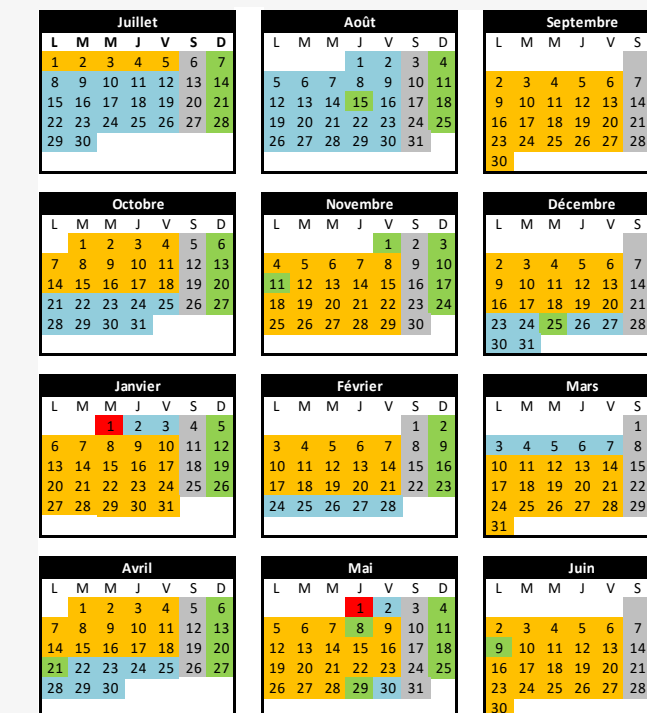 Juillet
L M M J V S D
1 2 3 4 5 6 7
8 9 10 11 12 13 14
15 16 17 18 19 20 21
22 23 24 25 26 27 28
29 30
Août
L M M J V S D
1 2 3 4
5 6 7 8 9 10 11
12 13 14 15 16 17 18
19 20 21 22 23 24 25
26 27 28 29 30 31
Septembre
L M M J V S
2 3 4 5 6 7
9 10 11 12 13 14
16 17 18 19 20 21
23 24 25 26 27 28
30
Octobre
L M M J V S D
1 2 3 4 5 6
7 8 9 10 11 12 13
14 15 16 17 18 19 20
21 22 23 24 25 26 27
28 29 30 31
Novembre
L M M J V S D
1 2 3
4 5 6 7 8 9 10
11 12 13 14 15 16 17
18 19 20 21 22 23 24
25 26 27 28 29 30
Décembre
L M M J V S
2 3 4 5 6 7
9 10 11 12 13 14
16 17 18 19 20 21
23 24 25 26 27 28
30 31
Janvier
L M M J V S D
1 2 3 4 5
6 7 8 9 10 11 12
13 14 15 16 17 18 19
20 21 22 23 24 25 26
27 28 29 30 31
Février
L M M J V S D
1 2
3 4 5 6 7 8 9
10 11 12 13 14 15 16
17 18 19 20 21 22 23
24 25 26 27 28
Mars
L M M J V S
1
3 4 5 6 7 8
10 11 12 13 14 15
17 18 19 20 21 22
24 25 26 27 28 29
31
Avril
L M M J V S D
1 2 3 4 5 6
7 8 9 10 11 12 13
14 15 16 17 18 19 20
21 22 23 24 25 26 27
28 29 30
Mai
L M M J V S D
1 2 3 4
5 6 7 8 9 10 11
12 13 14 15 16 17 18
19 20 21 22 23 24 25
26 27 28 29 30 31
Juin
L M M J V S
2 3 4 5 6 7
9 10 11 12 13 14
16 17 18 19 20 21
23 24 25 26 27 28
30